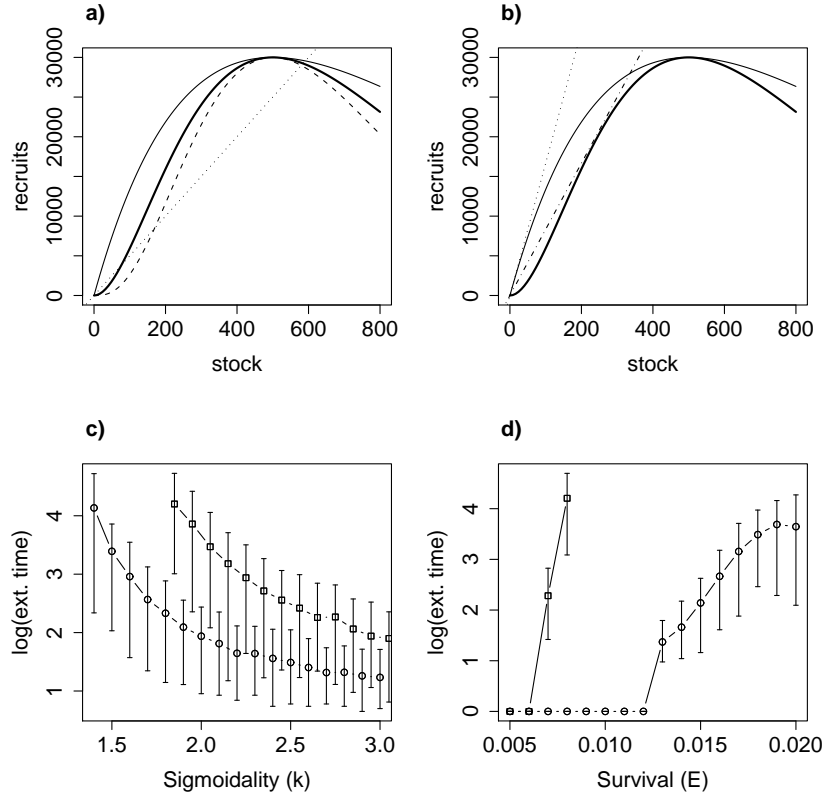 a)
30000
20000
10000
0
recruits
0 200 400 600 800
stock
b)
30000
20000
10000
0
recruits
0 200 400 600 800
stock
c)
4
3
2
1
log(ext. time)
1.5 2.0 2.5 3.0
Sigmoidality (k)
d)
4
3
2
1
0
log(ext. time)
0.005 0.010 0.015 0.020
Survival (E)